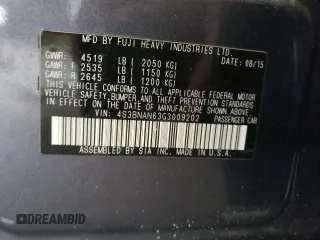 MFD BY FUJI HEAVY INDUSTRIES LTD.
GVWR: 4519 LB ( 2050 KG) DATE: 08/15
GAWR: F 2535 LB ( 1150 KG)
GAWR: R 2645 LB ( 1200 KG)
THIS VEHICLE CONFORMS TO ALL APPLICABLE FEDERAL MOTOR
VEHICLE SAFETY, BUMPER, AND THEFT PREVENTION STANDARDS
IN EFFECT ON THE DATE OF MANUFACTURE SHOWN ABOVE.
VIN: 4S3BNAN63G3009202 PASSENGER CAR
ASSEMBLED BY SIA INC. IN U.S.A.
© DREAMBID
IAAI.COM